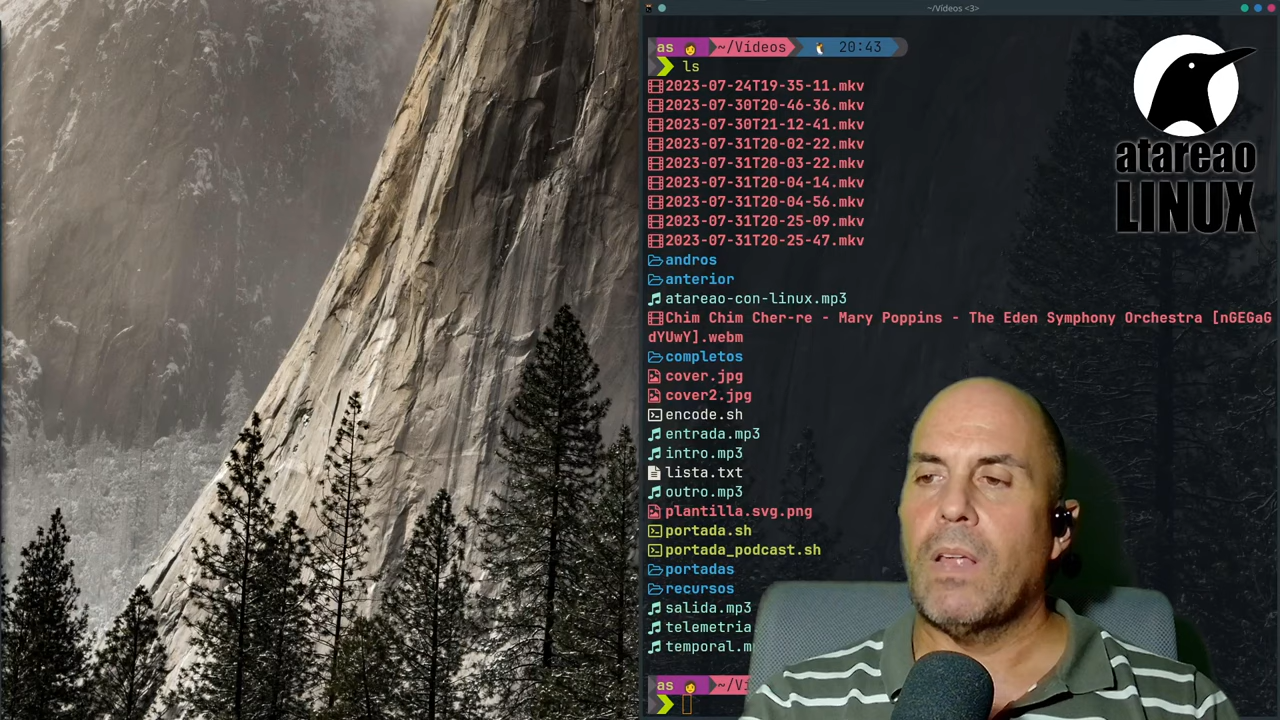 ~/Vídeos <3>
as ~/Vídeos 20:43
ls
2023-07-24T19-35-11.mkv
2023-07-30T20-46-36.mkv
2023-07-30T21-12-41.mkv
2023-07-31T20-02-22.mkv
2023-07-31T20-03-22.mkv
2023-07-31T20-04-14.mkv
2023-07-31T20-04-56.mkv
2023-07-31T20-25-09.mkv
2023-07-31T20-25-47.mkv
andros
anterior
atareao-con-linux.mp3
Chim Chim Cher-re - Mary Poppins - The Eden Symphony Orchestra [nGEGaG
dYUwY].webm
completos
cover.jpg
cover2.jpg
encode.sh
entrada.mp3
intro.mp3
lista.txt
outro.mp3
plantilla.svg.png
portada.sh
portada_podcast.sh
portadas
recursos
salida.mp3
telemetria
temporal.m
as ~/Ví
atareao
LINUX